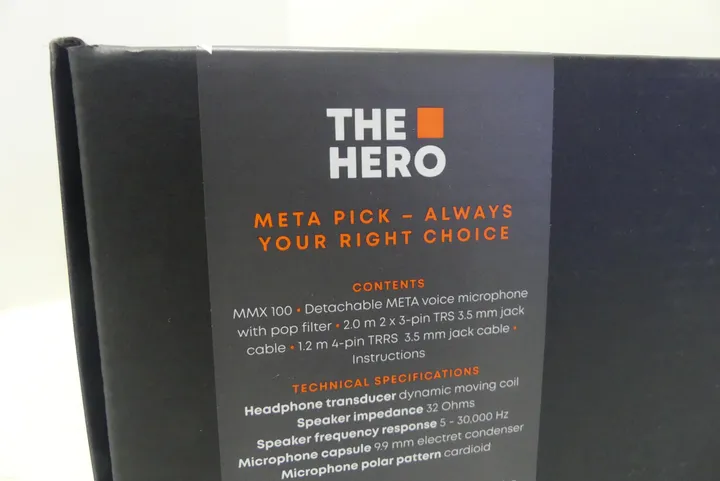 THE
HERO
META PICK – ALWAYS
YOUR RIGHT CHOICE
CONTENTS
MMX 100 • Detachable META voice microphone
with pop filter • 2.0 m 2 x 3-pin TRS 3.5 mm jack
cable • 1.2 m 4-pin TRRS 3.5 mm jack cable •
Instructions
TECHNICAL SPECIFICATIONS
Headphone transducer dynamic moving coil
Speaker impedance 32 Ohms
Speaker frequency response 5 - 30,000 Hz
Microphone capsule 9.9 mm electret condenser
Microphone polar pattern cardioid